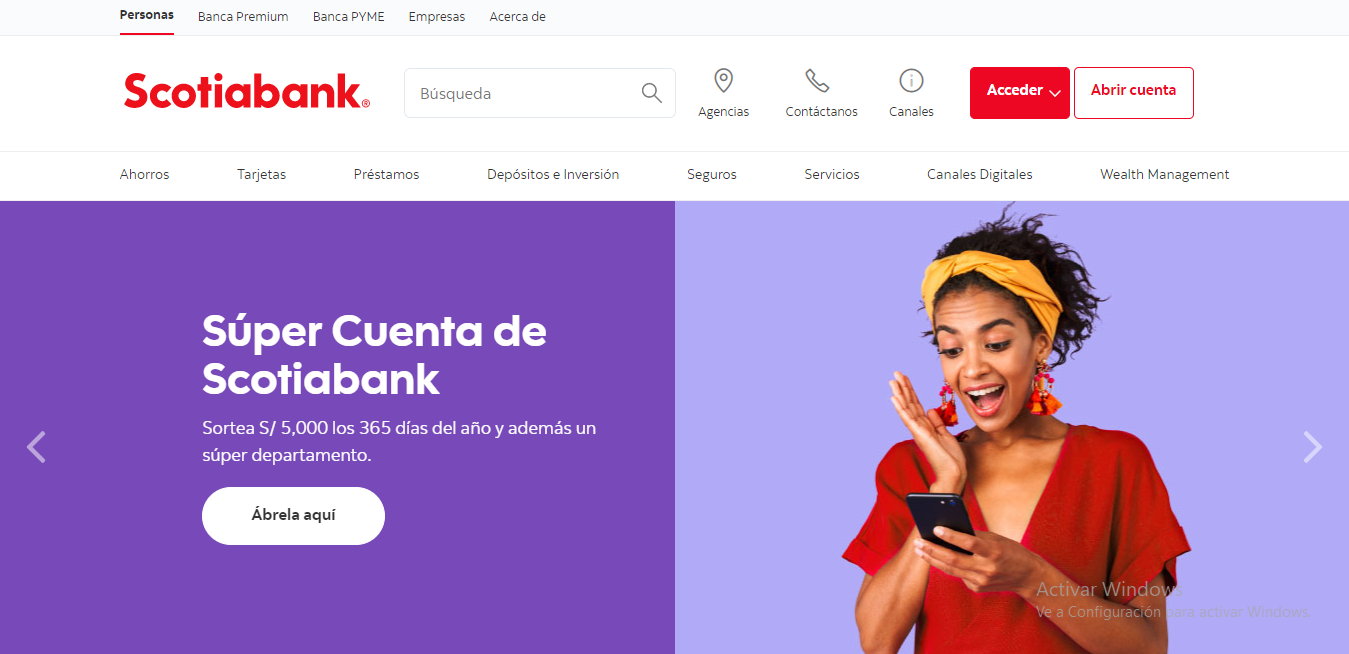 Personas Banca Premium Banca PYME Empresas Acerca de
Scotiabank®
Búsqueda
Agencias Contáctanos Canales
Acceder Abrir cuenta
Ahorros Tarjetas Préstamos Depósitos e Inversión Seguros Servicios Canales Digitales Wealth Management
Súper Cuenta de
Scotiabank
Sortea S/ 5,000 los 365 días del año y además un
súper departamento.
Ábrela aquí
Activar Windows
Ve a Configuración para activar Windows.